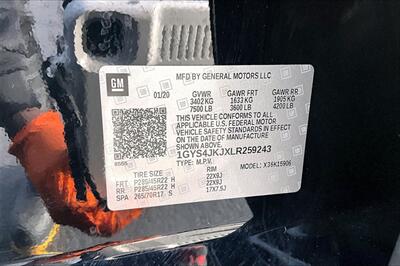 MFD BY GENERAL MOTORS LLC
GM
01/20 GVWR GAWR FRT GAWR RR
3402 KG 1633 KG 1905 KG
7500 LB 3600 LB 4200 LB
THIS VEHICLE CONFORMS TO ALL
APPLICABLE U.S. FEDERAL MOTOR
VEHICLE SAFETY STANDARDS IN EFFECT
ON THE DATE OF MANUFACTURE
SHOWN ABOVE.
1GYS4JKJXLR259243
TYPE: M.P.V. MODEL: X36K15906
TIRE SIZE RIM
FRT P285/45R22 H 22X9J
RR P285/45R22 H 22X9J
SPA 265/70R17 S 17X7.5J